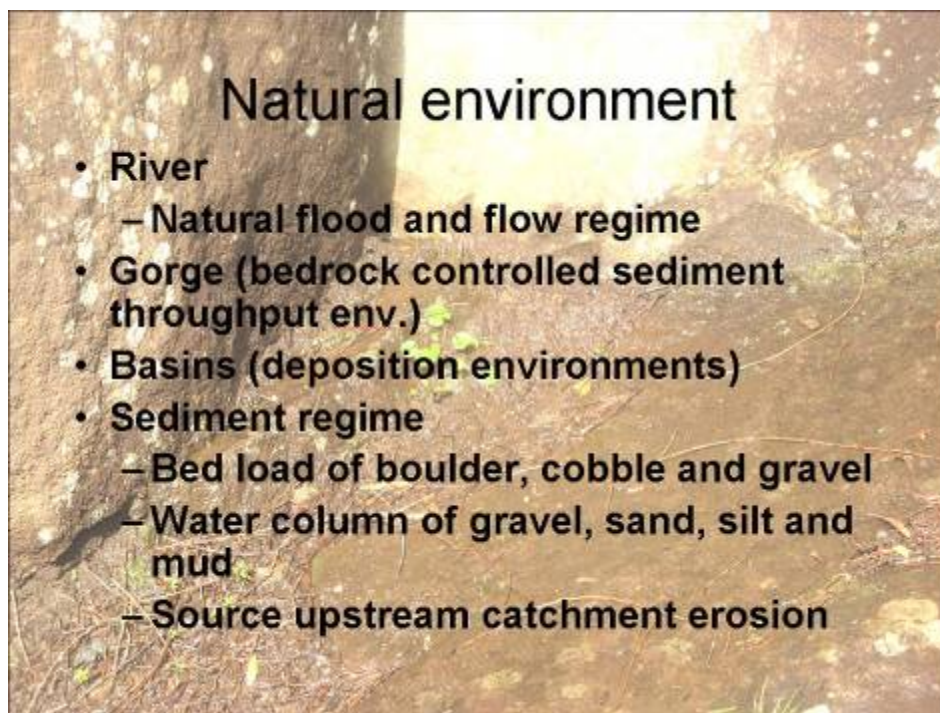 Natural environment
• River
– Natural flood and flow regime
• Gorge (bedrock controlled sediment
throughput env.)
• Basins (deposition environments)
• Sediment regime
– Bed load of boulder, cobble and gravel
– Water column of gravel, sand, silt and
mud
– Source upstream catchment erosion